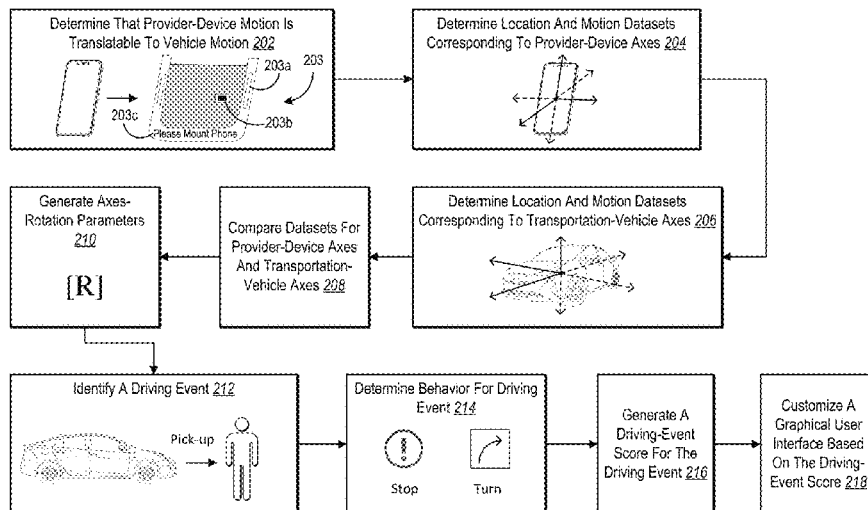 Determine That Provider-Device Motion Is
Translatable To Vehicle Motion 202
203a
203
203c
203b
Please Mount Phone
Determine Location And Motion Datasets
Corresponding To Provider-Device Axes 204
Generate Axes-
Rotation Parameters
210
[R]
Compare Datasets For
Provider-Device Axes
And Transportation-
Vehicle Axes 208
Determine Location And Motion Datasets
Corresponding To Transportation-Vehicle Axes 206
Identify A Driving Event 212
Pick-up
Determine Behavior For Driving
Event 214
Stop
Turn
Generate A
Driving-Event
Score For The
Driving Event 216
Customize A
Graphical User
Interface Based
On The Driving-
Event Score 218